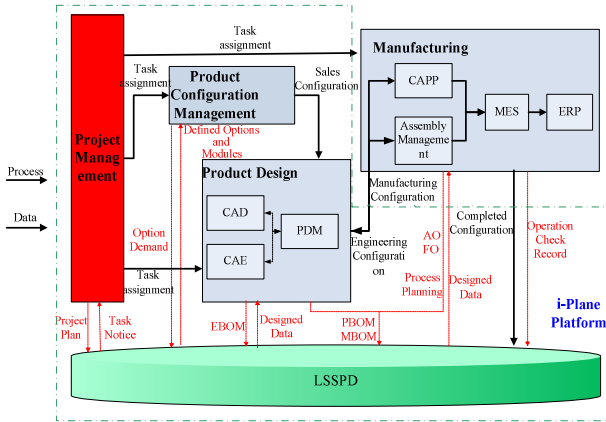 Task
assignment
Manufacturing
Task
assignment
Product
Configuration
Management
Sales
Configuration
CAPP
MES
ERP
Assembly
Manageme
nt
Project
Manag
ement
Defined Options
and
Modules
Product Design
Process
Data
CAD
CAE
PDM
Manufacturing
Configuration
Engineering
Configurati
on
Option
Demand
Task
assignment
AO
FO
Process
Planning
Designed
Data
Completed
Configuration
Operation
Check
Record
i-Plane
Platform
Project
Plan
Task
Notice
EBOM
Designed
Data
PBOM
MBOM
LSSPD